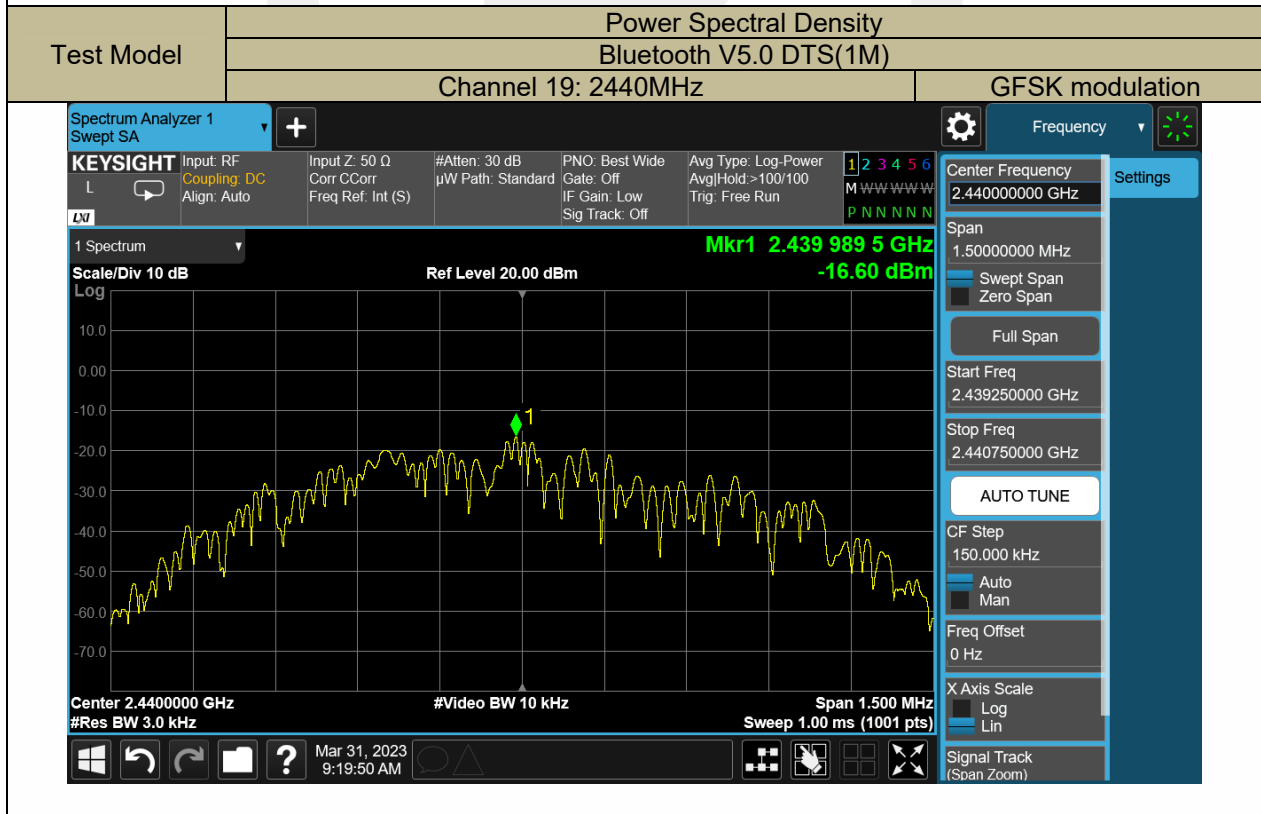 Test Model
Power Spectral Density
Bluetooth V5.0 DTS(1M)
Channel 19: 2440MHz
GFSK modulation
Spectrum Analyzer 1
Swept SA
Frequency
KEYSIGHT
L
LXI
Input: RF
Coupling: DC
Align: Auto
Input Z: 50 Ω
Corr CCorr
Freq Ref: Int (S)
#Atten: 30 dB
µW Path: Standard
PNO: Best Wide
Gate: Off
IF Gain: Low
Sig Track: Off
Avg Type: Log-Power
Avg|Hold:>100/100
Trig: Free Run
1 2 3 4 5 6
M W W W W W
P N N N N N
1 Spectrum
Mkr1 2.439 989 5 GHz
Scale/Div 10 dB
Ref Level 20.00 dBm
-16.60 dBm
Log
10.0
0.00
-10.0
1
-20.0
-30.0
-40.0
-50.0
-60.0
-70.0
Center 2.4400000 GHz
#Video BW 10 kHz
Span 1.500 MHz
#Res BW 3.0 kHz
Sweep 1.00 ms (1001 pts)
Center Frequency
2.440000000 GHz
Settings
Span
1.50000000 MHz
Swept Span
Zero Span
Full Span
Start Freq
2.439250000 GHz
Stop Freq
2.440750000 GHz
AUTO TUNE
CF Step
150.000 kHz
Auto
Man
Freq Offset
0 Hz
X Axis Scale
Log
Lin
Signal Track
(Span Zoom)
?
Mar 31, 2023
9:19:50 AM